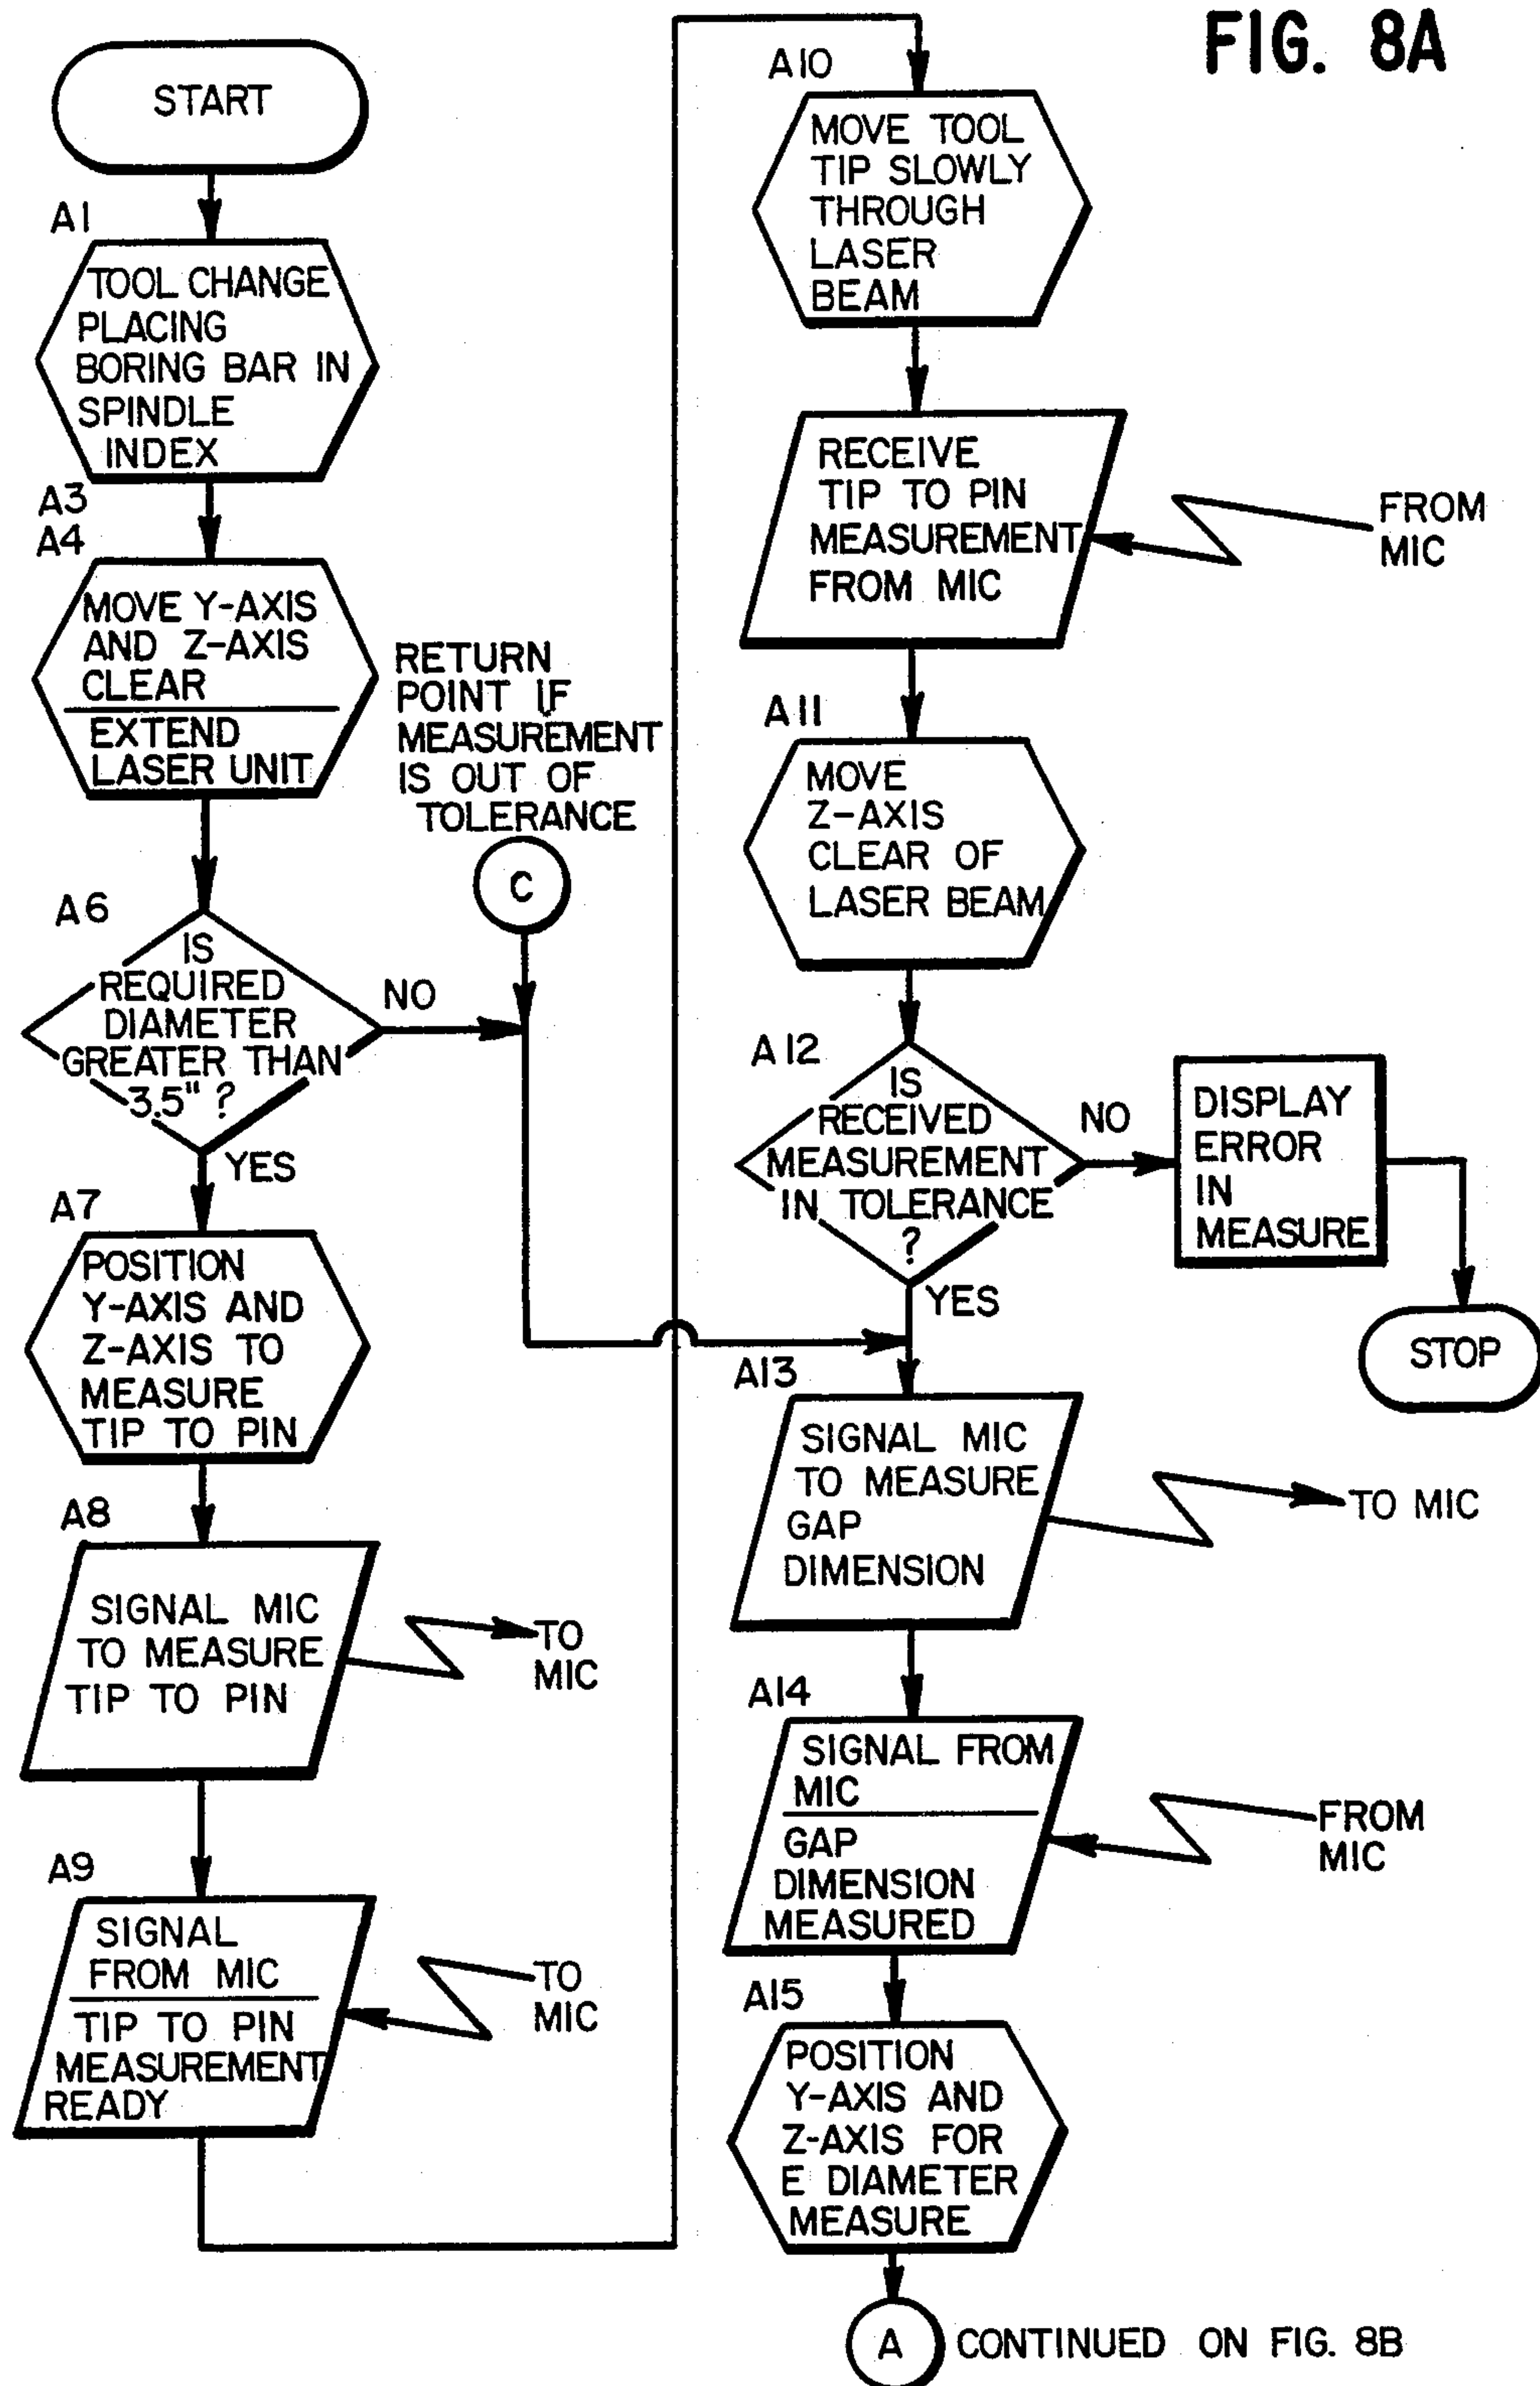 FIG. 8A
START
A1
TOOL CHANGE
PLACING
BORING BAR IN
SPINDLE
INDEX
A3
A4
MOVE Y-AXIS
AND Z-AXIS
CLEAR
EXTEND
LASER UNIT
RETURN
POINT IF
MEASUREMENT
IS OUT OF
TOLERANCE
C
A6
IS
REQUIRED
DIAMETER
GREATER THAN
3.5" ?
NO
YES
A7
POSITION
Y-AXIS AND
Z-AXIS TO
MEASURE
TIP TO PIN
A8
SIGNAL MIC
TO MEASURE
TIP TO PIN
TO
MIC
A9
SIGNAL
FROM MIC
TIP TO PIN
MEASUREMENT
READY
TO
MIC
A10
MOVE TOOL
TIP SLOWLY
THROUGH
LASER
BEAM
RECEIVE
TIP TO PIN
MEASUREMENT
FROM MIC
FROM
MIC
A11
MOVE
Z-AXIS
CLEAR OF
LASER BEAM
A12
IS
RECEIVED
MEASUREMENT
IN TOLERANCE
?
NO
DISPLAY
ERROR
IN
MEASURE
STOP
YES
A13
SIGNAL MIC
TO MEASURE
GAP
DIMENSION
TO MIC
A14
SIGNAL FROM
MIC
GAP
DIMENSION
MEASURED
FROM
MIC
A15
POSITION
Y-AXIS AND
Z-AXIS FOR
E DIAMETER
MEASURE
A
CONTINUED ON FIG. 8B